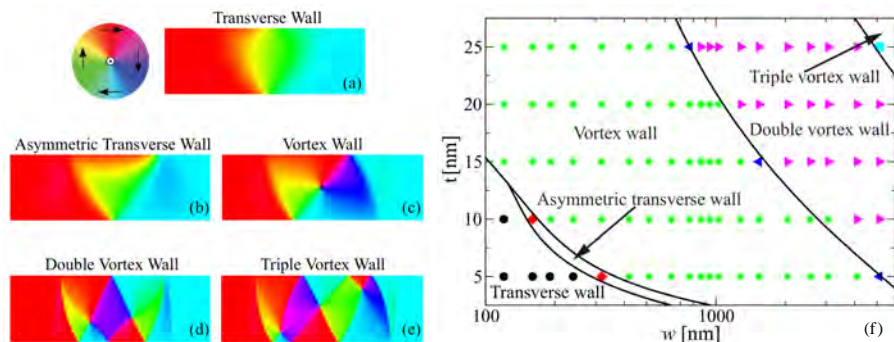 Transverse Wall
(a)
Asymmetric Transverse Wall
(b)
Vortex Wall
(c)
Double Vortex Wall
(d)
Triple Vortex Wall
(e)
25
20
15
10
5
t [nm]
Triple vortex wall
Vortex wall
Double vortex wall
Asymmetric transverse wall
Transverse wall
100
1000
w [nm]
(f)